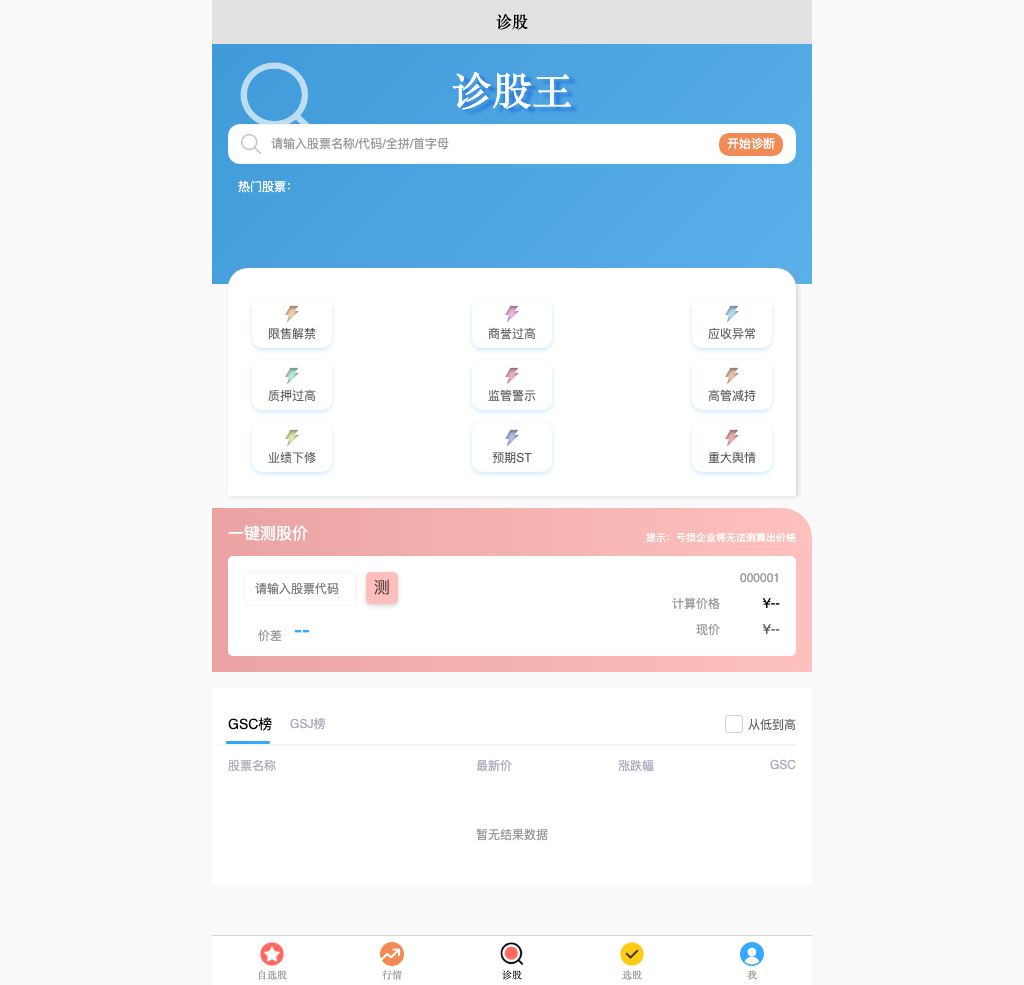 诊股
诊股王
请输入股票名称/代码/全拼/首字母
开始诊断
热门股票：
限售解禁
商誉过高
应收异常
质押过高
监管警示
高管减持
业绩下修
预期ST
重大舆情
一键测股价
提示：亏损企业将无法测算出价格
请输入股票代码
测
000001
计算价格
¥--
价差
--
现价
¥--
GSC榜
GSJ榜
从低到高
股票名称
最新价
涨跌幅
GSC
暂无结果数据
自选股
行情
诊股
选股
我